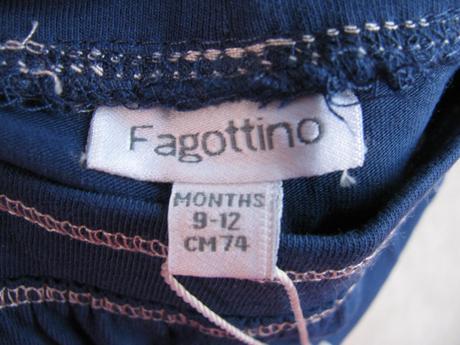 Fagottino
MONTHS
9-12
CM 74